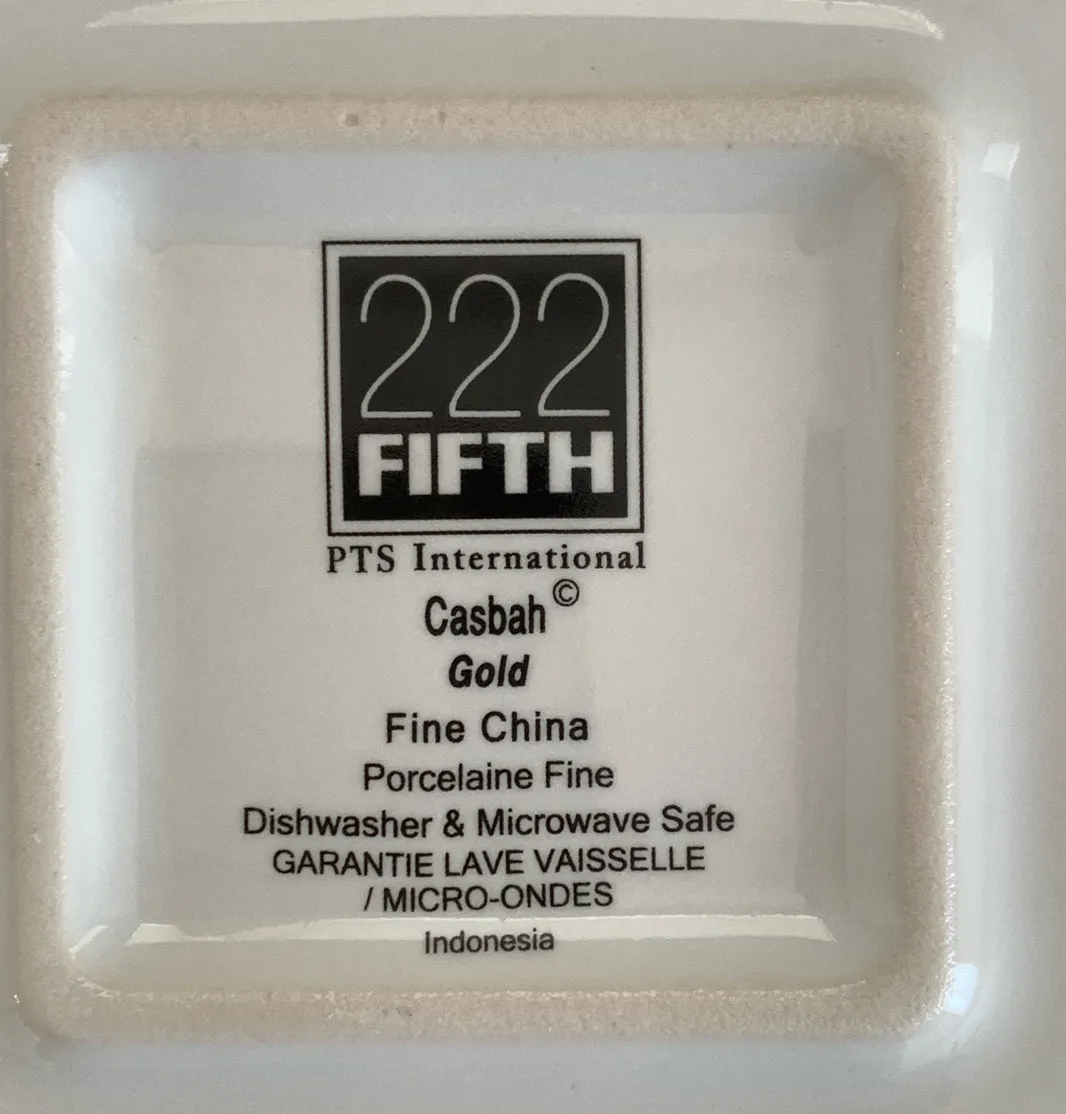 222
FIFTH
PTS International
Casbah©
Gold
Fine China
Porcelaine Fine
Dishwasher & Microwave Safe
GARANTIE LAVE VAISSELLE
/ MICRO-ONDES
Indonesia